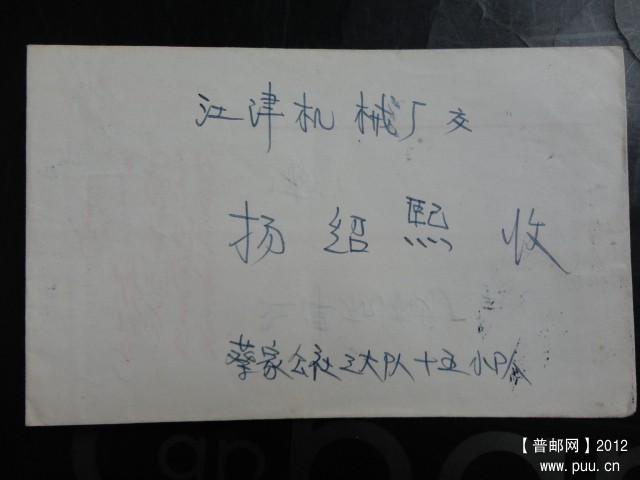 江津机械厂交
扬绍熙 收
蔡家公社三大队十五小队
【普邮网】2012
www.puu.cn